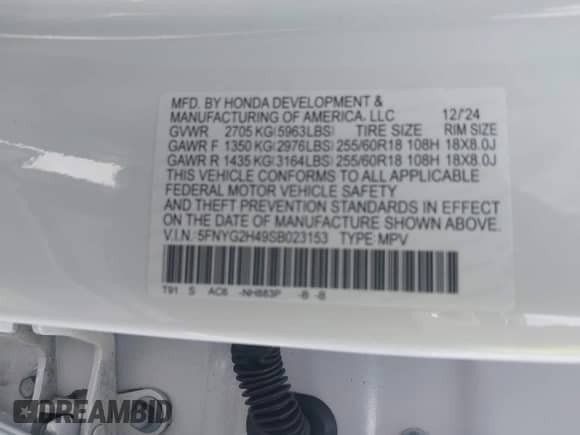 MFD. BY HONDA DEVELOPMENT &
MANUFACTURING OF AMERICA, LLC 12/'24
GVWR 2705 KG(5963LBS) TIRE SIZE RIM SIZE
GAWR F 1350 KG(2976LBS) 255/60R18 108H 18X8.0J
GAWR R 1435 KG(3164LBS) 255/60R18 108H 18X8.0J
THIS VEHICLE CONFORMS TO ALL APPLICABLE
FEDERAL MOTOR VEHICLE SAFETY
AND THEFT PREVENTION STANDARDS IN EFFECT
ON THE DATE OF MANUFACTURE SHOWN ABOVE.
V.I.N.:5FNYG2H49SB023153 TYPE:MPV
T91 S AC6 -NH883P -B -B
DREAMBID